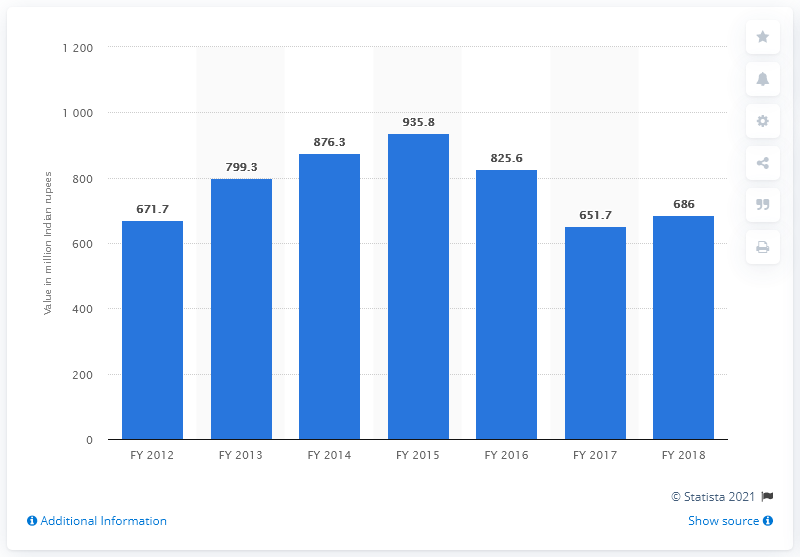 1 200
1 000
800
600
400
200
0
Value in million Indian rupees
671.7
799.3
876.3
935.8
825.6
651.7
686
FY 2012
FY 2013
FY 2014
FY 2015
FY 2016
FY 2017
FY 2018
© Statista 2021
Additional Information
Show source